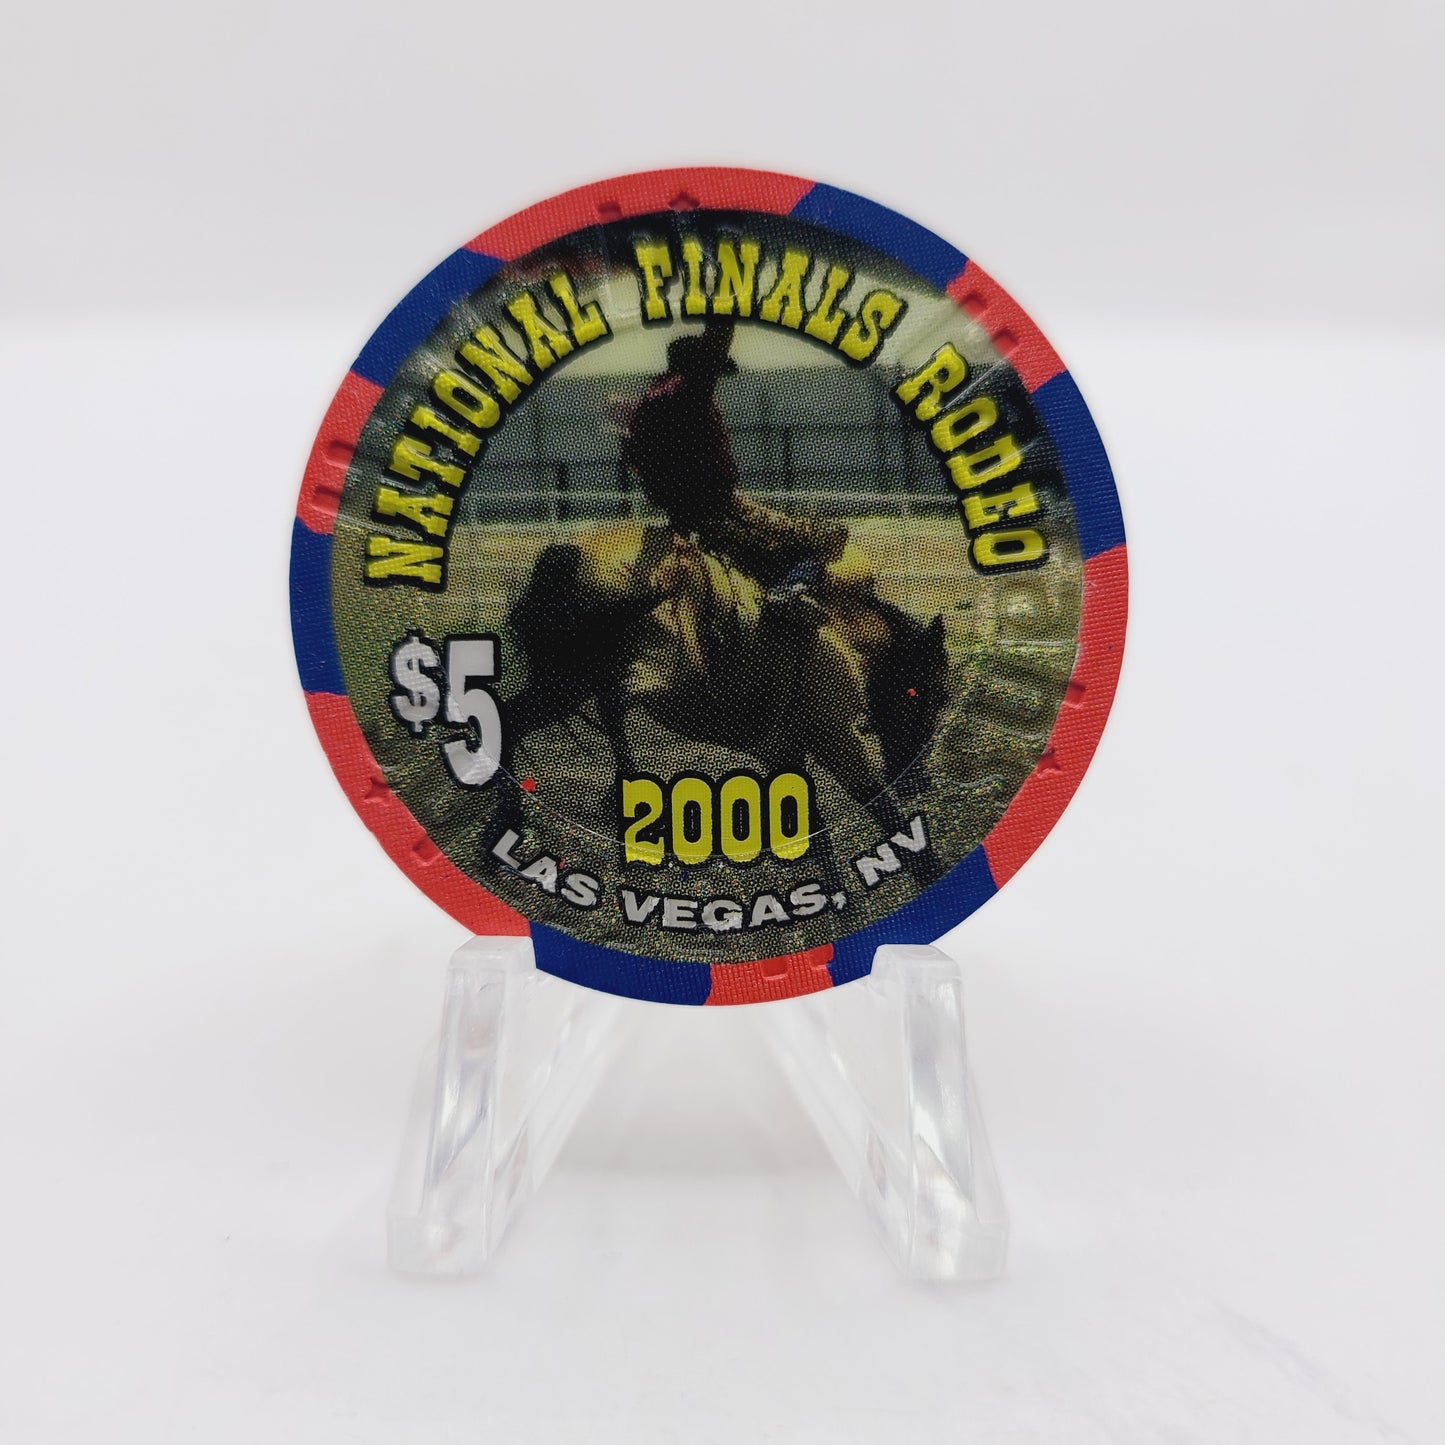 NATIONAL FINALS RODEO
$5
2000
LAS VEGAS, NV